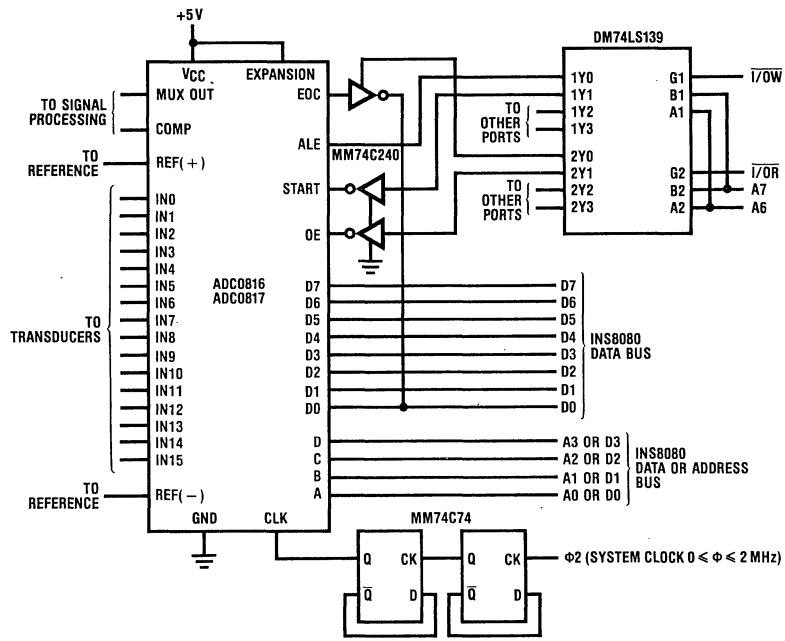 +5V
DM74LS139
VCC EXPANSION
MUX OUT
EOC
TO SIGNAL
PROCESSING
COMP
ALE
MM74C240
TO
REFERENCE
REF(+)
START
OE
1Y0
1Y1
1Y2
1Y3
2Y0
2Y1
2Y2
2Y3
TO
OTHER
PORTS
TO
OTHER
PORTS
G1
B1
A1
G2
B2
A2
I/OW
I/OR
A7
A6
IN0
IN1
IN2
IN3
IN4
IN5
IN6
IN7
IN8
IN9
IN10
IN11
IN12
IN13
IN14
IN15
TO
TRANSDUCERS
ADC0816
ADC0817
D7
D6
D5
D4
D3
D2
D1
D0
D7
D6
D5
D4
D3
D2
D1
D0
INS8080
DATA BUS
D
C
B
A
A3 OR D3
A2 OR D2
A1 OR D1
A0 OR D0
INS8080
DATA OR ADDRESS
BUS
TO
REFERENCE
REF(−)
GND CLK
MM74C74
Q CK
Q̅ D
Q CK
Q̅ D
Φ2 (SYSTEM CLOCK 0 ⩽ Φ ⩽ 2 MHz)